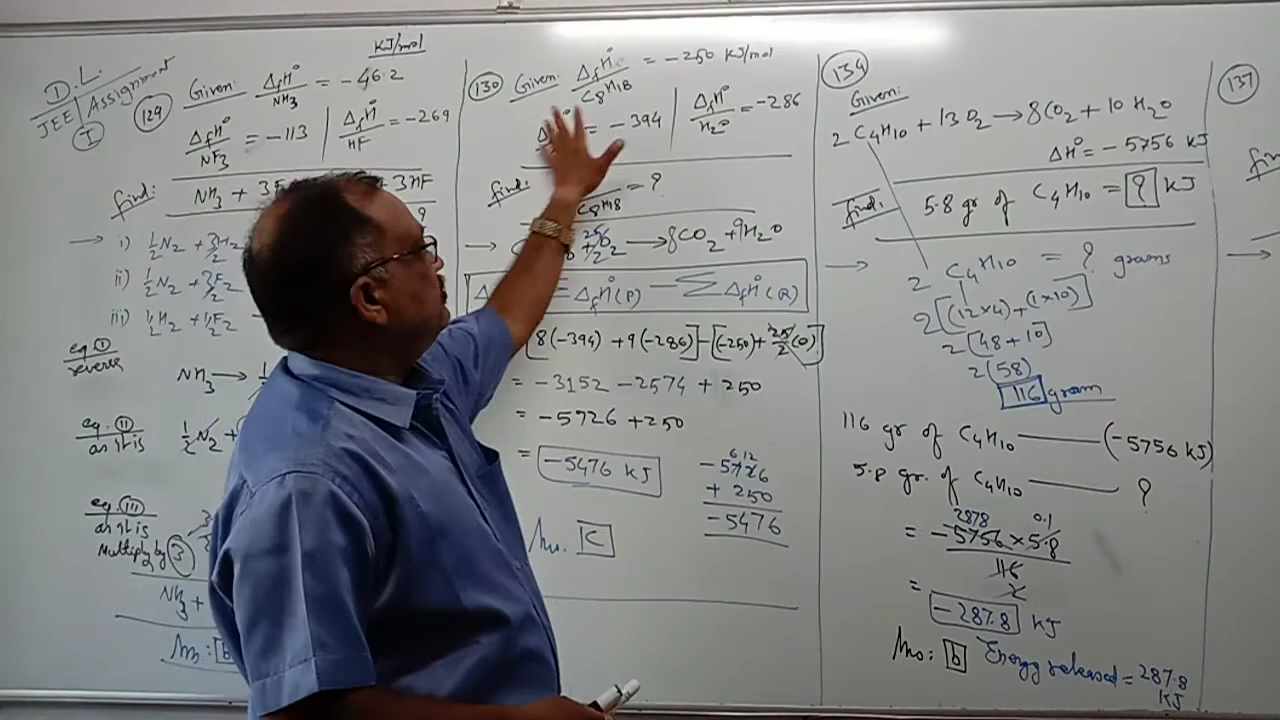 D.L.
JEE | Assignment
I
KJ/mol
129 Given: ΔfH° NH3 = -46.2
ΔfH° NF3 = -113 | ΔfH° HF = -269
find: NH3 + 3F 3HF
?
→ i) 1/2 N2 + 3/2 H2
ii) 1/2 N2 + 3/2 F2
iii) 1/2 H2 + 1/2 F2
eq. I reverse
NH3 →
eq. II as it is
1/2 N2 +
eq. III as it is
Multiply by 3
NH3 +
Ans: b
130 Given: ΔfH° C8H18 = -250 KJ/mol
= -394 | ΔfH° H2O = -286
find: C8H18 = ?
→ + 25/2 O2 → 8CO2 + 9H2O
ΔfH°(P) - Σ ΔfH°(R)
[8(-394) + 9(-286)] - [(-250) + 25/2 (0)]
= -3152 - 2574 + 250
= -5726 + 250
= -5476 KJ
6 12
-5726
+ 250
-5476
Ans. C
134
Given:
2 C4H10 + 13 O2 → 8CO2 + 10 H2O
ΔH° = -5756 KJ
find: 5.8 gr of C4H10 = ? KJ
→ 2 C4H10 = ? grams
2[(12×4)+(1×10)]
2[48+10]
2(58)
116 gram
116 gr of C4H10 —— (-5756 KJ)
5.8 gr. of C4H10 —— ?
2878 0.1
= -5756 × 5.8
116
2
= -287.8 KJ
Ans: b Energy released = 287.8 KJ
137
→